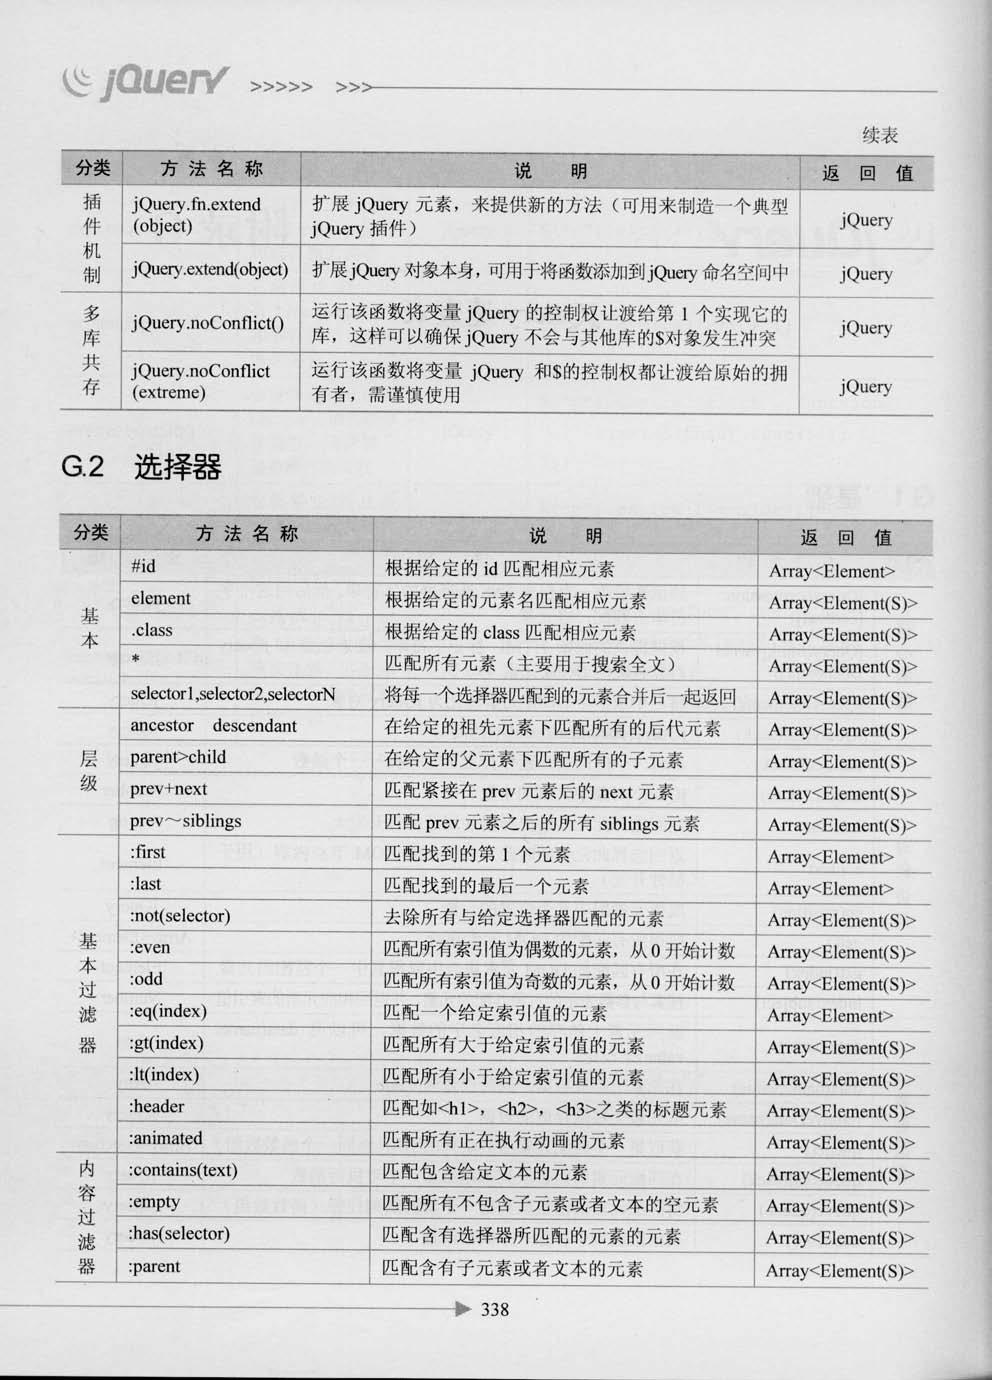 jQuery >>>>> >>>
续表
分类 方法名称 说明 返回值
插件机制
jQuery.fn.extend
(object)
扩展 jQuery 元素，来提供新的方法（可用来制造一个典型
jQuery 插件）
jQuery
jQuery.extend(object) 扩展 jQuery 对象本身，可用于将函数添加到 jQuery 命名空间中 jQuery
多库共存
jQuery.noConflict()
运行该函数将变量 jQuery 的控制权让渡给第 1 个实现它的
库，这样可以确保 jQuery 不会与其他库的$对象发生冲突
jQuery
jQuery.noConflict
(extreme)
运行该函数将变量 jQuery 和$的控制权都让渡给原始的拥
有者，需谨慎使用
jQuery
G.2 选择器
分类 方法名称 说明 返回值
基本
#id 根据给定的 id 匹配相应元素 Array<Element>
element 根据给定的元素名匹配相应元素 Array<Element(S)>
.class 根据给定的 class 匹配相应元素 Array<Element(S)>
* 匹配所有元素（主要用于搜索全文） Array<Element(S)>
selector1,selector2,selectorN 将每一个选择器匹配到的元素合并后一起返回 Array<Element(S)>
层级
ancestor descendant 在给定的祖先元素下匹配所有的后代元素 Array<Element(S)>
parent>child 在给定的父元素下匹配所有的子元素 Array<Element(S)>
prev+next 匹配紧接在 prev 元素后的 next 元素 Array<Element(S)>
prev～siblings 匹配 prev 元素之后的所有 siblings 元素 Array<Element(S)>
基本过滤器
:first 匹配找到的第 1 个元素 Array<Element>
:last 匹配找到的最后一个元素 Array<Element>
:not(selector) 去除所有与给定选择器匹配的元素 Array<Element(S)>
:even 匹配所有索引值为偶数的元素，从 0 开始计数 Array<Element(S)>
:odd 匹配所有索引值为奇数的元素，从 0 开始计数 Array<Element(S)>
:eq(index) 匹配一个给定索引值的元素 Array<Element>
:gt(index) 匹配所有大于给定索引值的元素 Array<Element(S)>
:lt(index) 匹配所有小于给定索引值的元素 Array<Element(S)>
:header 匹配如<h1>，<h2>，<h3>之类的标题元素 Array<Element(S)>
:animated 匹配所有正在执行动画的元素 Array<Element(S)>
内容过滤器
:contains(text) 匹配包含给定文本的元素 Array<Element(S)>
:empty 匹配所有不包含子元素或者文本的空元素 Array<Element(S)>
:has(selector) 匹配含有选择器所匹配的元素的元素 Array<Element(S)>
:parent 匹配含有子元素或者文本的元素 Array<Element(S)>
338